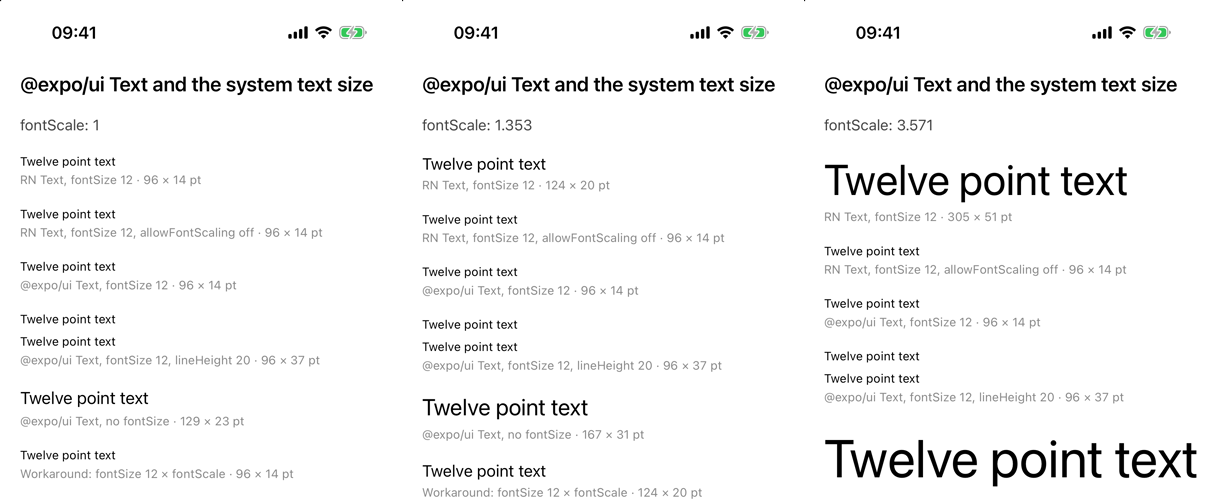 09:41
@expo/ui Text and the system text size
fontScale: 1
Twelve point text
RN Text, fontSize 12 · 96 × 14 pt
Twelve point text
RN Text, fontSize 12, allowFontScaling off · 96 × 14 pt
Twelve point text
@expo/ui Text, fontSize 12 · 96 × 14 pt
Twelve point text
Twelve point text
@expo/ui Text, fontSize 12, lineHeight 20 · 96 × 37 pt
Twelve point text
@expo/ui Text, no fontSize · 129 × 23 pt
Twelve point text
Workaround: fontSize 12 × fontScale · 96 × 14 pt
09:41
@expo/ui Text and the system text size
fontScale: 1.353
Twelve point text
RN Text, fontSize 12 · 124 × 20 pt
Twelve point text
RN Text, fontSize 12, allowFontScaling off · 96 × 14 pt
Twelve point text
@expo/ui Text, fontSize 12 · 96 × 14 pt
Twelve point text
Twelve point text
@expo/ui Text, fontSize 12, lineHeight 20 · 96 × 37 pt
Twelve point text
@expo/ui Text, no fontSize · 167 × 31 pt
Twelve point text
Workaround: fontSize 12 × fontScale · 124 × 20 pt
09:41
@expo/ui Text and the system text size
fontScale: 3.571
Twelve point text
RN Text, fontSize 12 · 305 × 51 pt
Twelve point text
RN Text, fontSize 12, allowFontScaling off · 96 × 14 pt
Twelve point text
@expo/ui Text, fontSize 12 · 96 × 14 pt
Twelve point text
Twelve point text
@expo/ui Text, fontSize 12, lineHeight 20 · 96 × 37 pt
Twelve point text